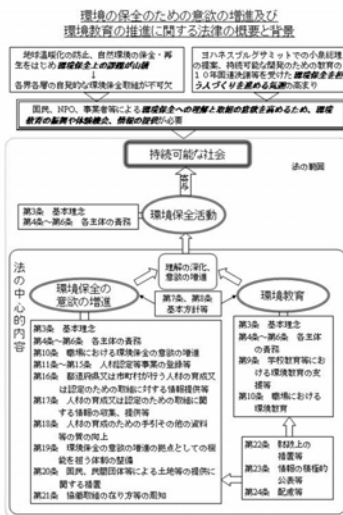 環境の保全のための意欲の増進及び
環境教育の推進に関する法律の概要と背景
地球温暖化の防止、自然環境の保全・再
生をはじめ環境保全上の課題が山積
↓
各界各層の自発的な環境保全の取組が不可欠
ヨハネスブルグサミットでの小泉総理
の提案、持続可能な開発のための教育の
10年国連決議等を受けた環境保全を担
う人づくりを進める気運の高まり
国民、NPO、事業者等による環境保全への理解と取組の意欲を高めるため、環境
教育の振興や体験機会、情報の提供が必要
持続可能な社会
法の範囲
第3条 基本理念
第4条~第6条 各主体の責務
環境保全活動
法の中心的内容
理解の深化、
意欲の増進
環境保全の
意欲の増進
第7条、第8条
基本方針等
環境教育
第3条 基本理念
第4条~第6条 各主体の責務
第10条 職場における環境保全の意欲の増進
第11条~第15条 人材認定等事業の登録等
第16条 都道府県又は市町村が行う人材の育成又
は認定のための取組に対する情報提供等
第17条 人材の育成又は認定のための取組に関
する情報の収集、提供等
第18条 人材の育成のための手引その他の資料
等の質の向上
第19条 環境保全の意欲の増進の拠点としての機
能を担う体制の整備
第20条 国民、民間団体等による土地等の提供に
関する措置
第21条 協働取組の在り方等の周知
第3条 基本理念
第4条~第6条 各主体
の責務
第9条 学校教育等にお
ける環境教育の支
援等
第10条 職場における
環境教育
第22条 財政上の
措置等
第23条 情報の積極的
公表等
第24条 配慮等